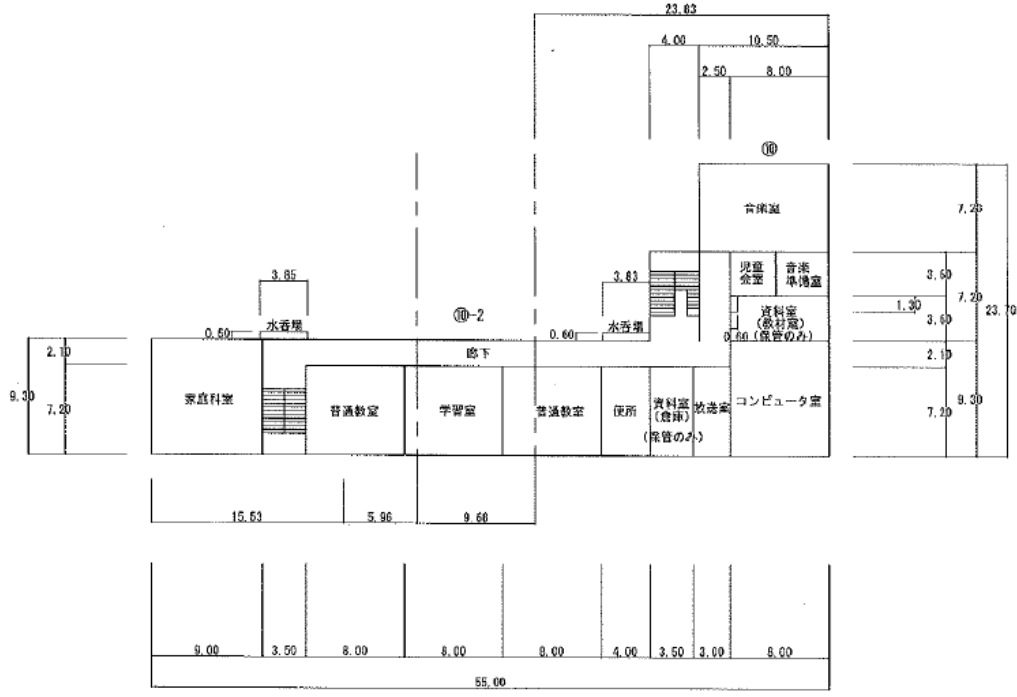 23.83
4.00
10.50
2.50
8.00
⑩
音楽室
7.20
児童
会室
音楽
準備室
3.60
7.20
23.70
3.85
3.83
資料室
(教材室)
(保管のみ)
1.30
3.60
⑩-2
水呑場
水呑場
0.60
0.60
0.60
廊下
2.10
2.10
9.30
7.20
家庭科室
普通教室
学習室
普通教室
便所
資料室
(倉庫)
(保管のみ)
放送室
コンピュータ室
7.20
9.30
15.53
5.96
9.60
9.00
3.50
8.00
8.00
8.00
4.00
3.50
3.00
8.00
55.00